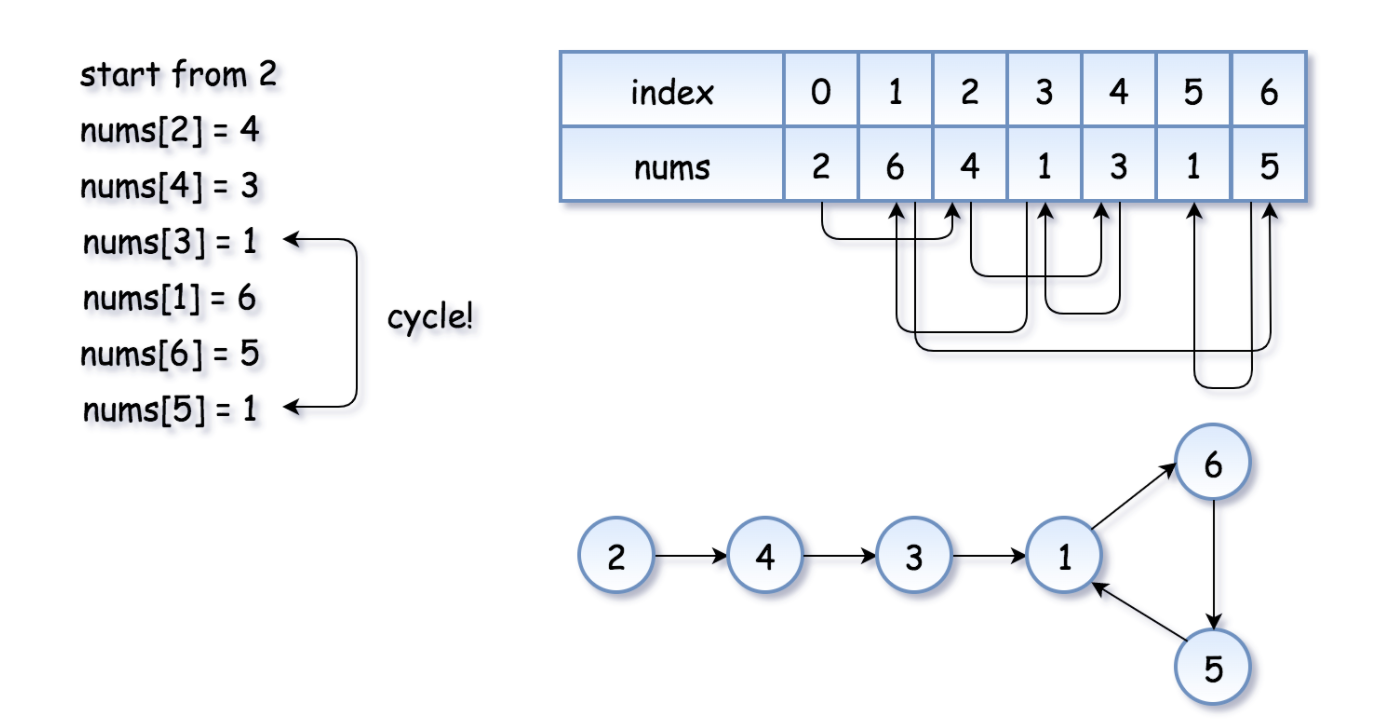 start from 2
nums[2] = 4
nums[4] = 3
nums[3] = 1
nums[1] = 6
nums[6] = 5
nums[5] = 1
cycle!
index 0 1 2 3 4 5 6
nums 2 6 4 1 3 1 5
6
2 4 3 1
5